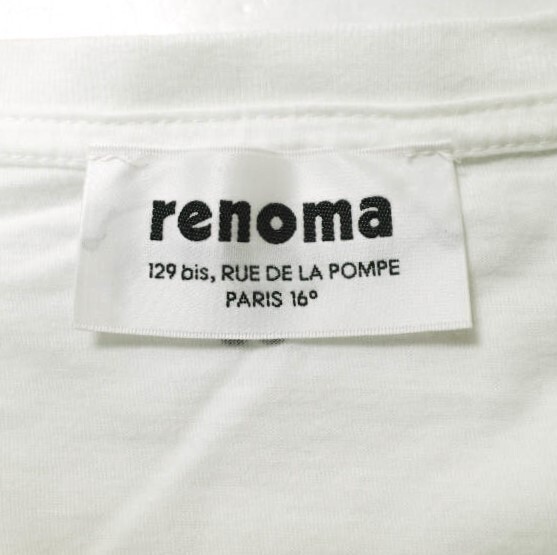 renoma
129 bis, RUE DE LA POMPE
PARIS 16°